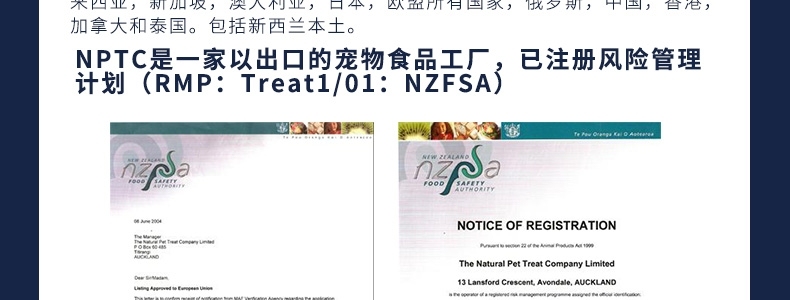 来西亚，新加坡，澳大利亚，日本，欧盟所有国家，俄罗斯，中国，香港，
加拿大和泰国。包括新西兰本土。
NPTC是一家以出口的宠物食品工厂，已注册风险管理
计划（RMP：Treat1/01：NZFSA）
Te Pou Oranga Kai O Aotearoa
NEW ZEALAND
nzfsa
FOOD SAFETY
AUTHORITY
06 June 2004
The Manager
The Natural Pet Treat Company Limited
P O Box 60 485
Titirangi
AUCKLAND
Dear Sir/Madam,
Listing Approved to European Union
This letter is to confirm receipt of notification from MAF Verification Agency regarding the application
Te Pou Oranga Kai O Aotearoa
NEW ZEALAND
nzfsa
FOOD SAFETY
AUTHORITY
NOTICE OF REGISTRATION
Pursuant to section 22 of the Animal Products Act 1999
The Natural Pet Treat Company Limited
13 Lansford Crescent, Avondale, AUCKLAND
is the operator of a registered risk management programme assigned the official identification: